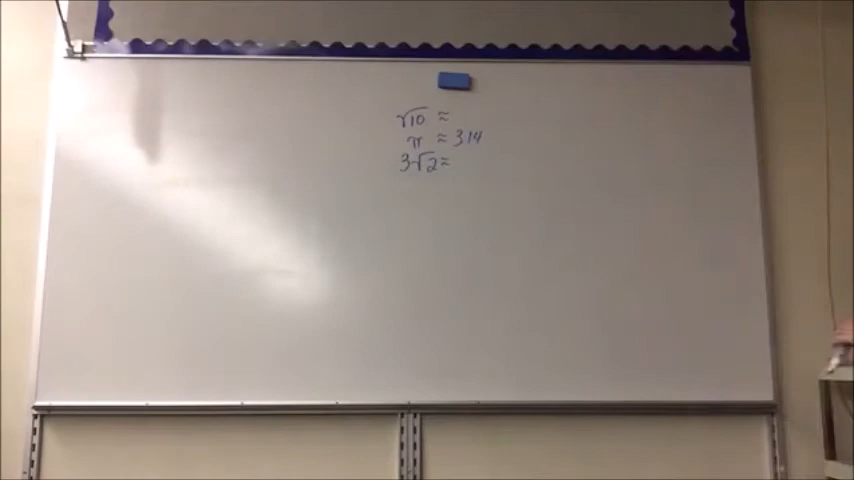 √10 ≈
π ≈ 3.14
3√2 ≈